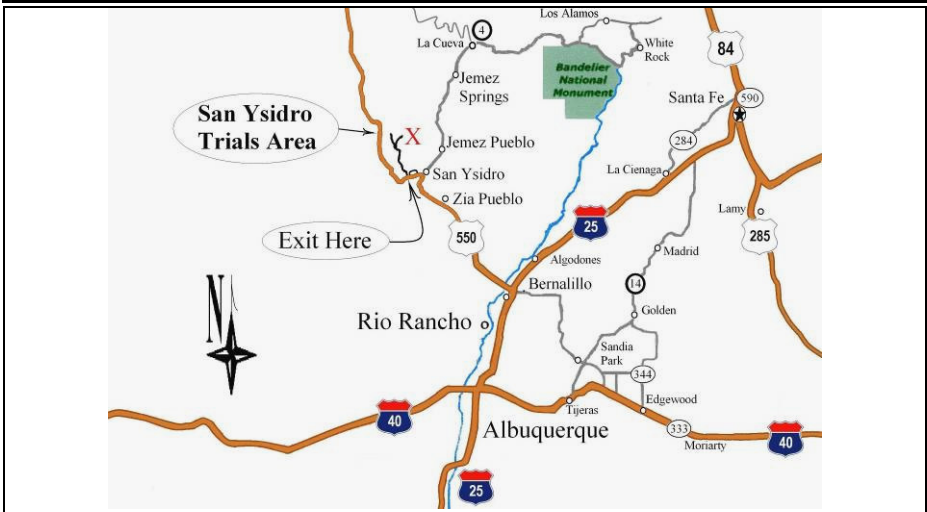 Los Alamos
4
La Cueva
White
Rock
84
Bandelier
National
Monument
Jemez
Springs
Santa Fe
590
San Ysidro
Trials Area
X
284
Jemez Pueblo
La Cienaga
San Ysidro
Zia Pueblo
Lamy
25
550
285
Exit Here
Madrid
Algodones
N
14
Bernalillo
Golden
Rio Rancho
Sandia
Park
344
Edgewood
Tijeras
40
Albuquerque
333
40
Moriarty
25